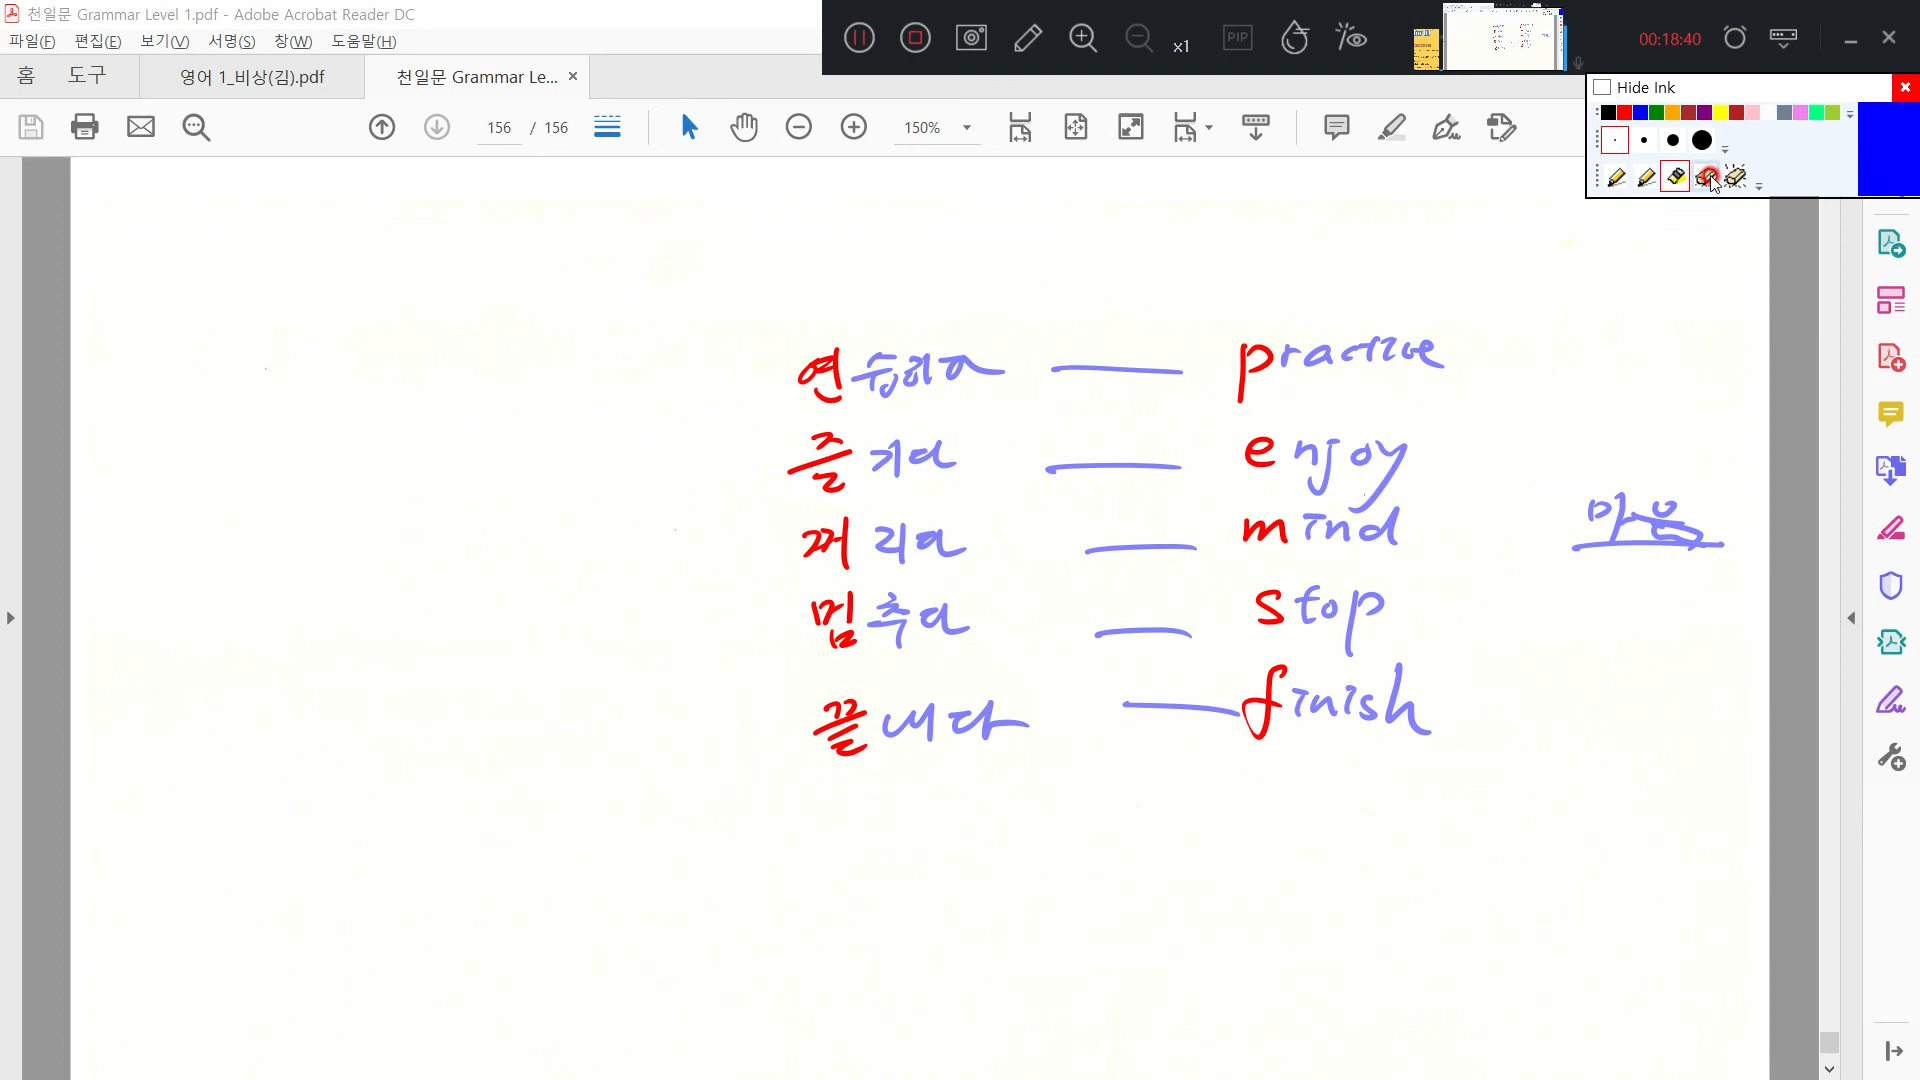 천일문 Grammar Level 1.pdf - Adobe Acrobat Reader DC
파일(F) 편집(E) 보기(V) 서명(S) 창(W) 도움말(H)
x1 PIP 00:18:40
홈 도구 영어 1_비상(김).pdf 천일문 Grammar Le... ×
Hide Ink
156 / 156 150%
연습하다 — practice
즐기다 — enjoy
꺼리다 — mind 마음
멈추다 — stop
끝내다 — finish